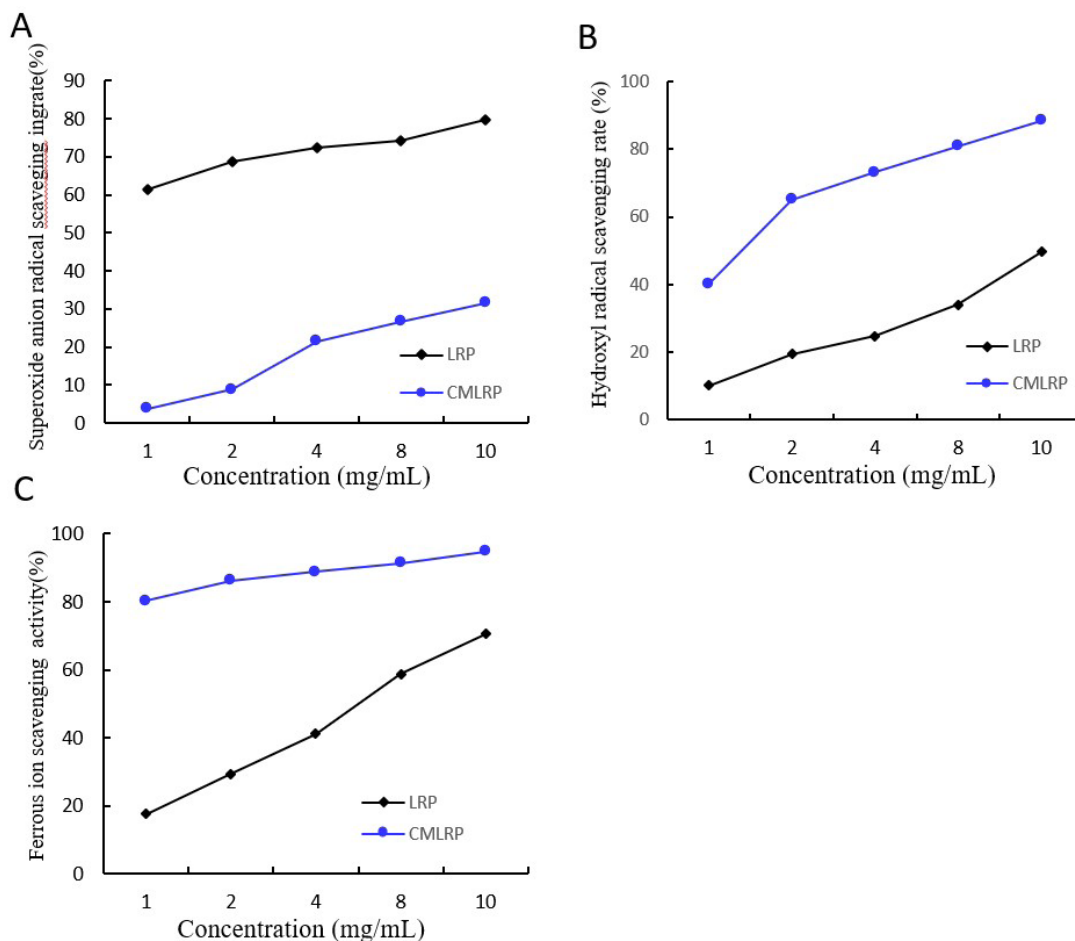 A
Superoxide anion radical scaveging ingrate(%)
90
80
70
60
50
40
30
20
10
0
LRP
CMLRP
1 2 4 8 10
Concentration (mg/mL)
B
Hydroxyl radical scavenging rate (%)
100
80
60
40
20
0
LRP
CMLRP
1 2 4 8 10
Concentration (mg/mL)
C
Ferrous ion scavenging activity(%)
100
80
60
40
20
0
LRP
CMLRP
1 2 4 8 10
Concentration (mg/mL)